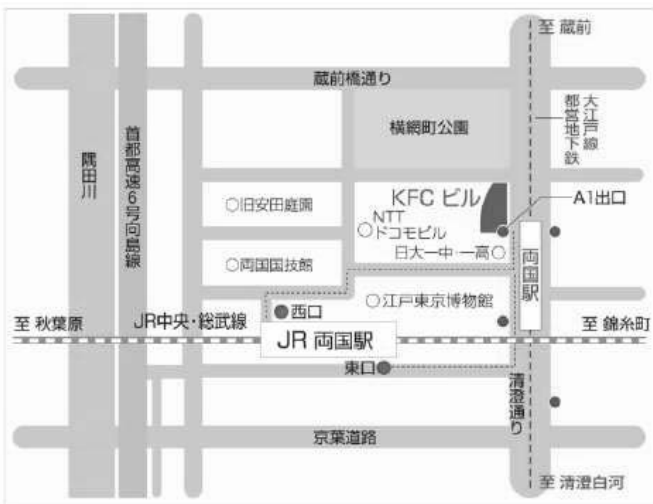 至 蔵前
蔵前橋通り
都営地下鉄
大江戸線
横網町公園
隅田川
首都高速6号向島線
KFC ビル
A1出口
○旧安田庭園
○NTT
ドコモビル
日大一中・一高○
○両国国技館
両国駅
○江戸東京博物館
西口
至 秋葉原
JR中央・総武線
至 錦糸町
JR 両国駅
東口
清澄通り
京葉道路
至 清澄白河